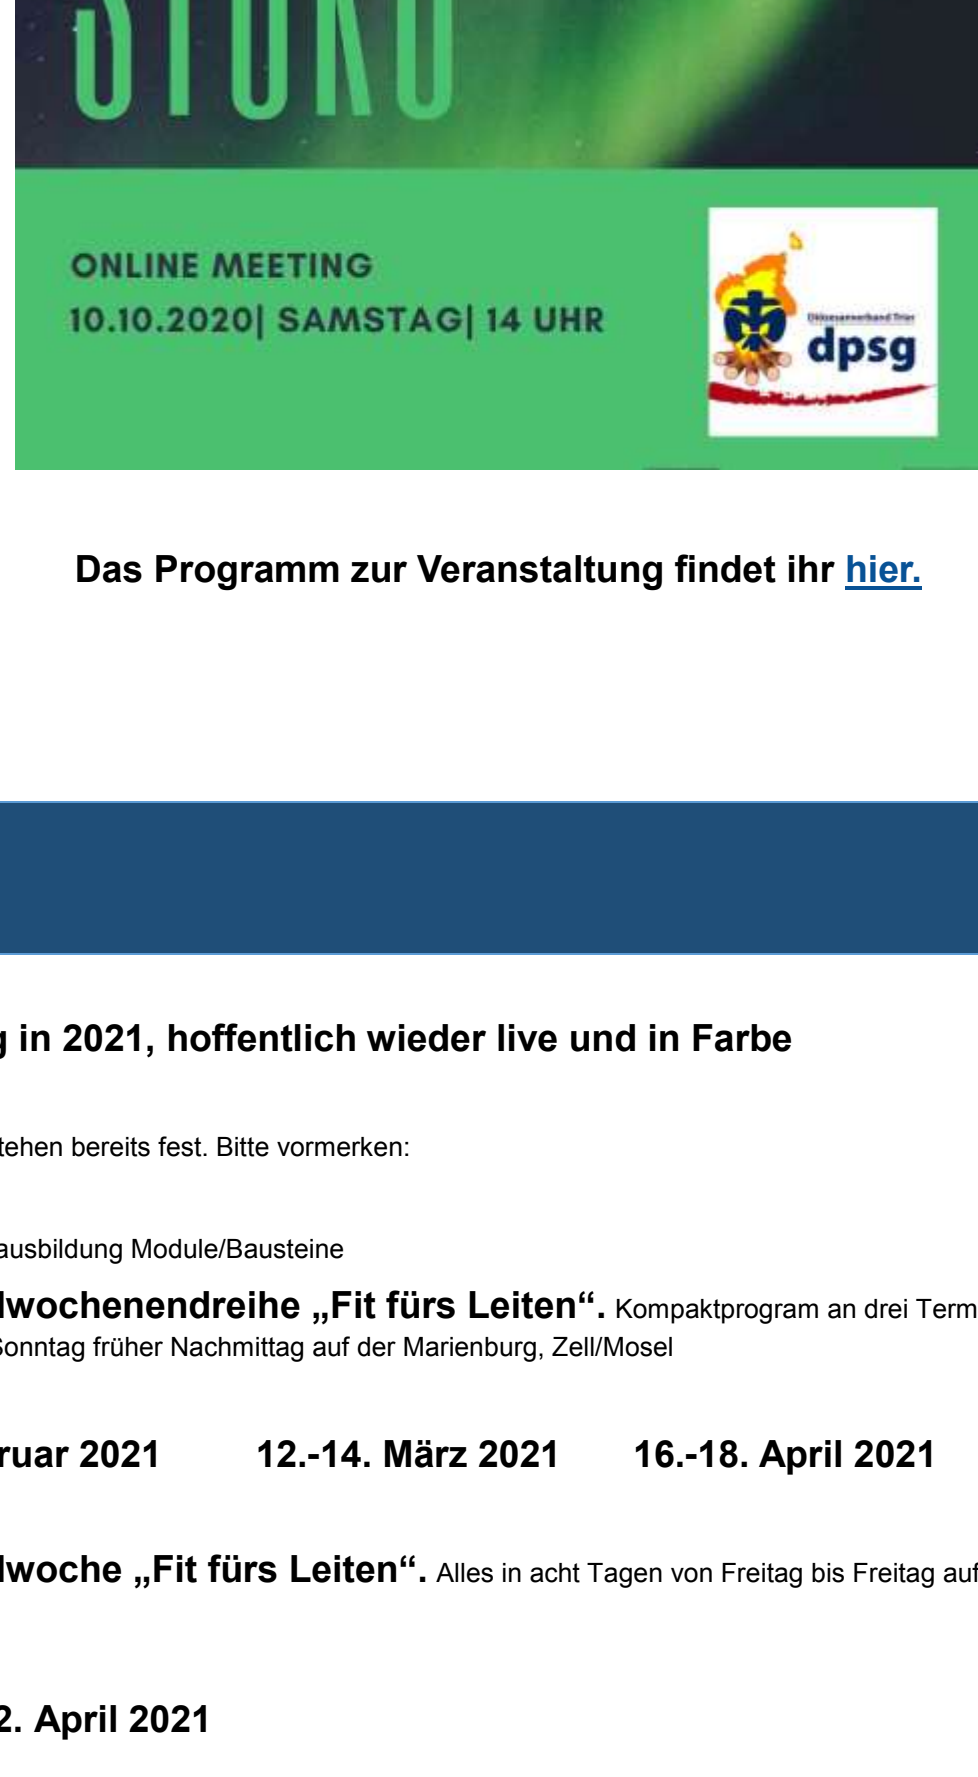 STUKO
ONLINE MEETING
10.10.2020| SAMSTAG| 14 UHR
Diözesanverband Trier
dpsg
Das Programm zur Veranstaltung findet ihr hier.
g in 2021, hoffentlich wieder live und in Farbe
tehen bereits fest. Bitte vormerken:
ausbildung Module/Bausteine
lwochenendreihe „Fit fürs Leiten“. Kompaktprogram an drei Term
Sonntag früher Nachmittag auf der Marienburg, Zell/Mosel
ruar 2021 12.-14. März 2021 16.-18. April 2021
lwoche „Fit fürs Leiten“. Alles in acht Tagen von Freitag bis Freitag auf
2. April 2021